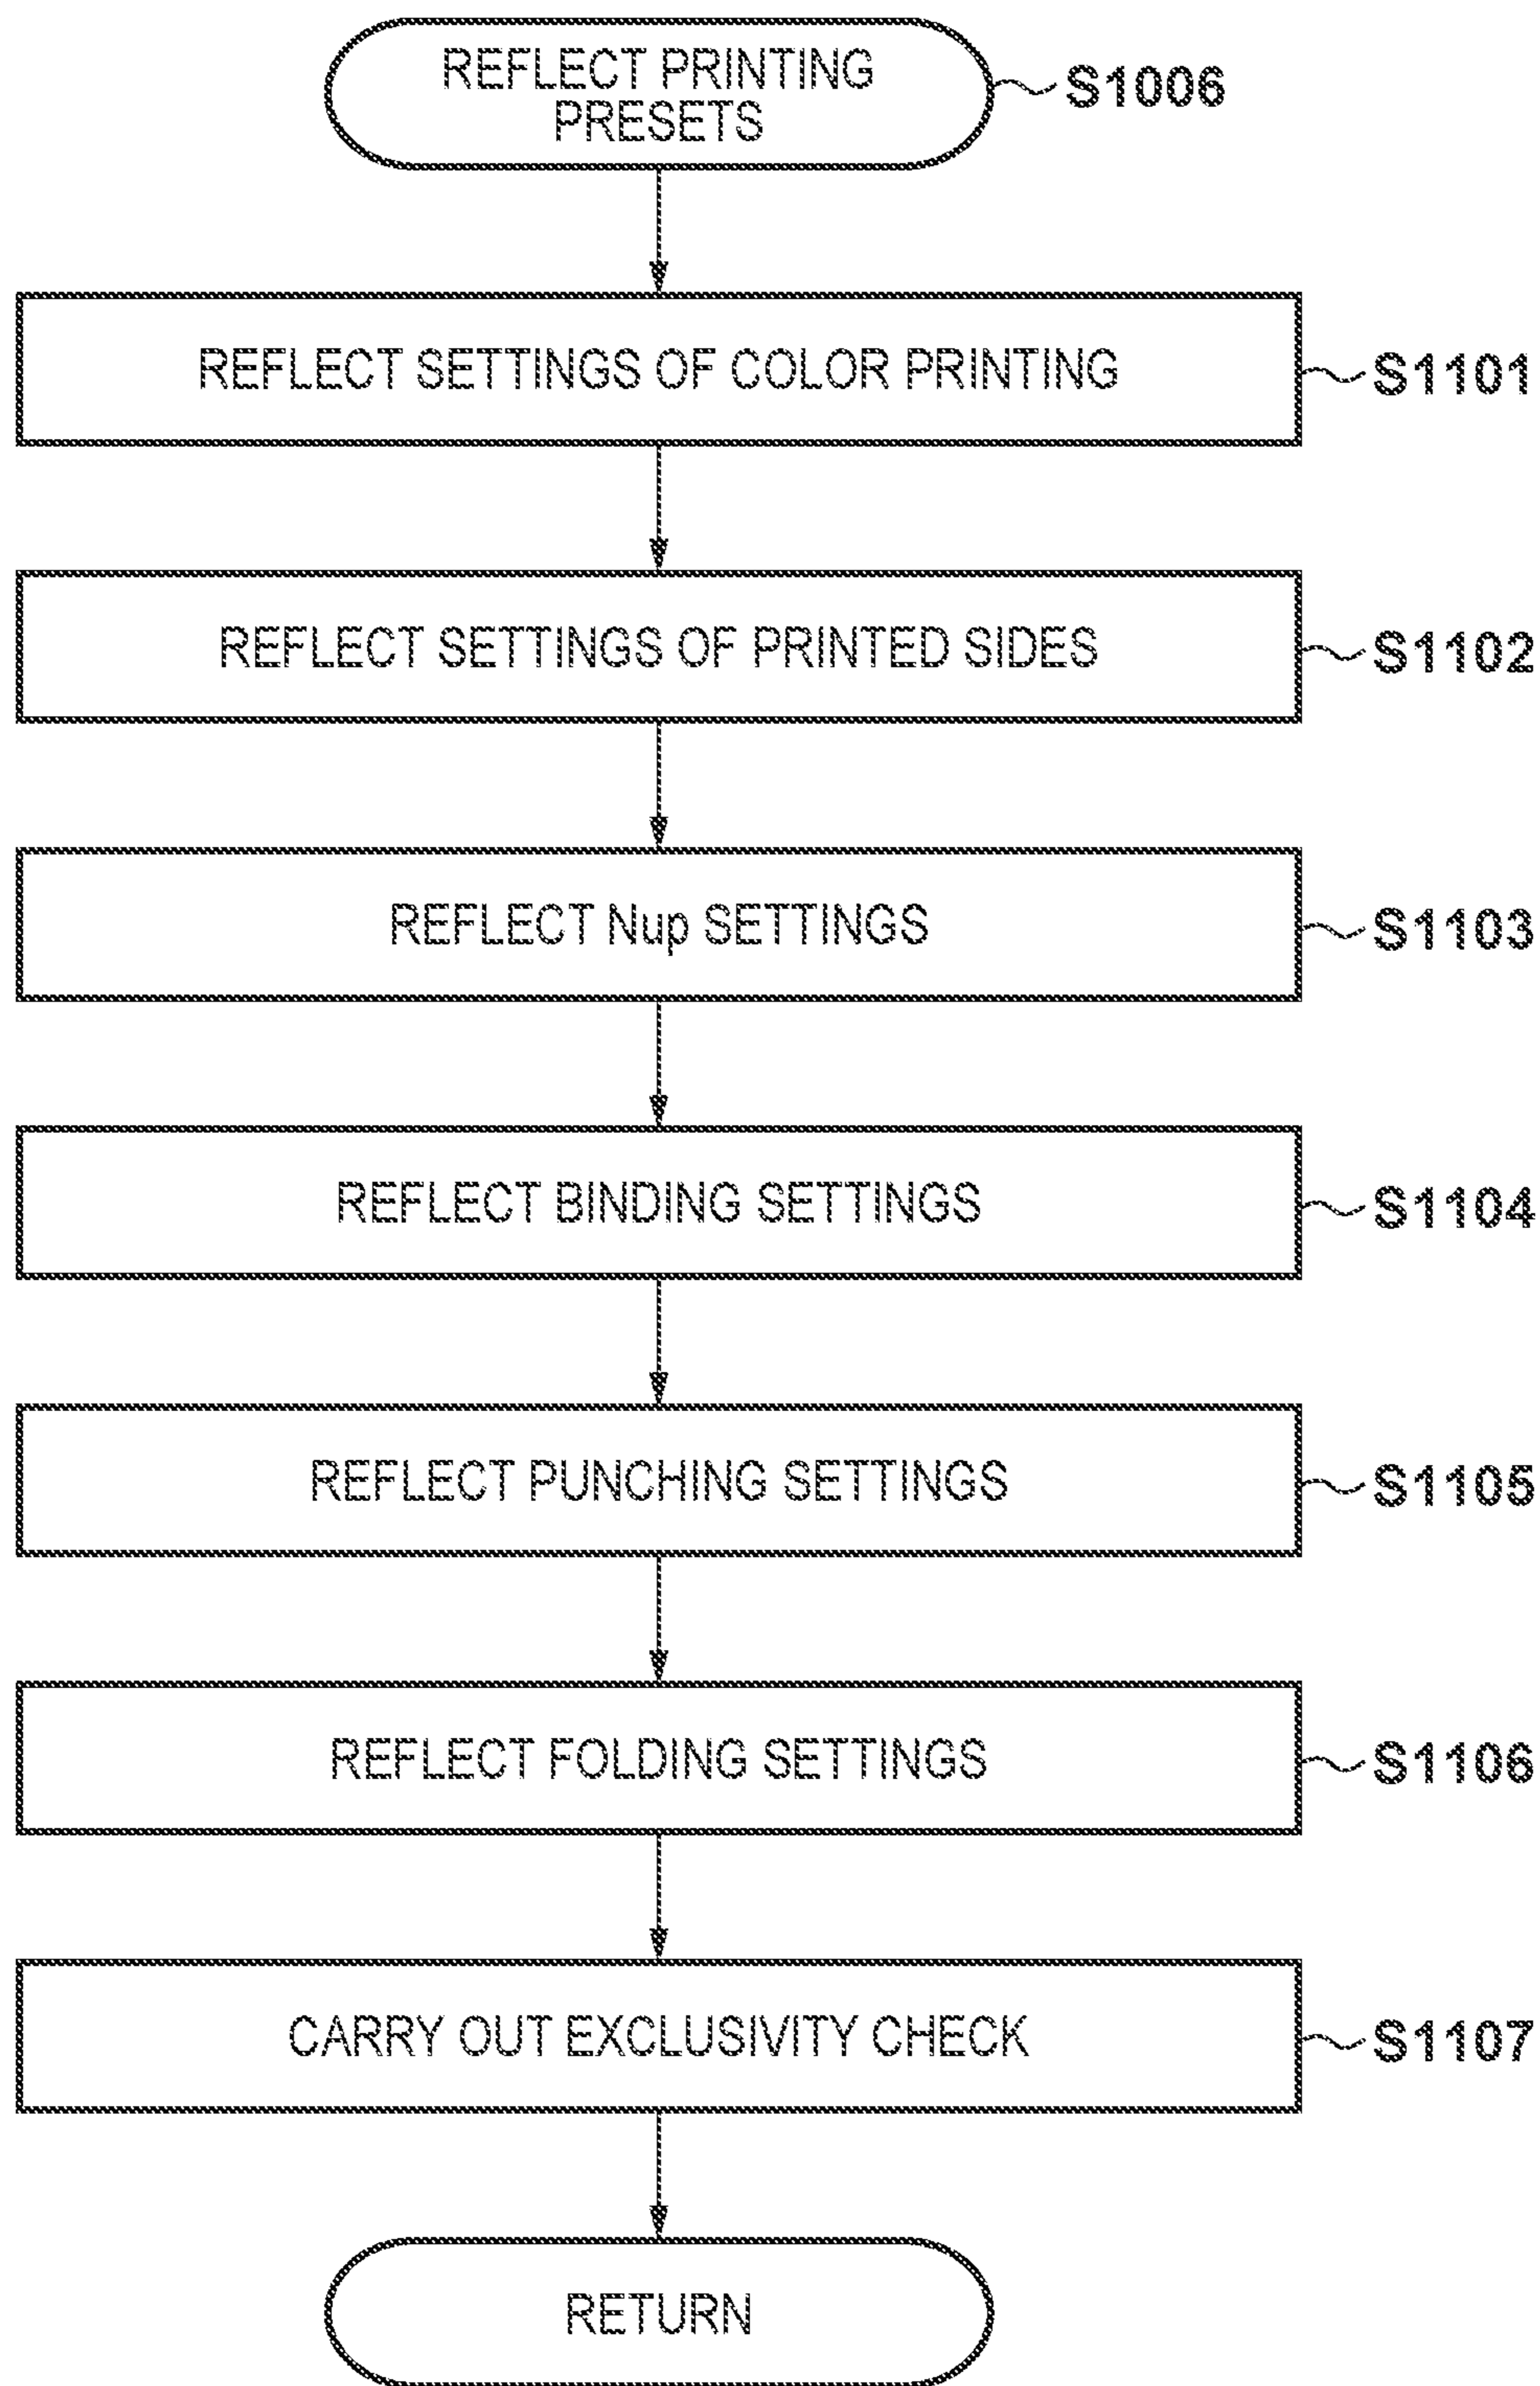 REFLECT PRINTING
PRESETS
S1006
REFLECT SETTINGS OF COLOR PRINTING
S1101
REFLECT SETTINGS OF PRINTED SIDES
S1102
REFLECT Nup SETTINGS
S1103
REFLECT BINDING SETTINGS
S1104
REFLECT PUNCHING SETTINGS
S1105
REFLECT FOLDING SETTINGS
S1106
CARRY OUT EXCLUSIVITY CHECK
S1107
RETURN